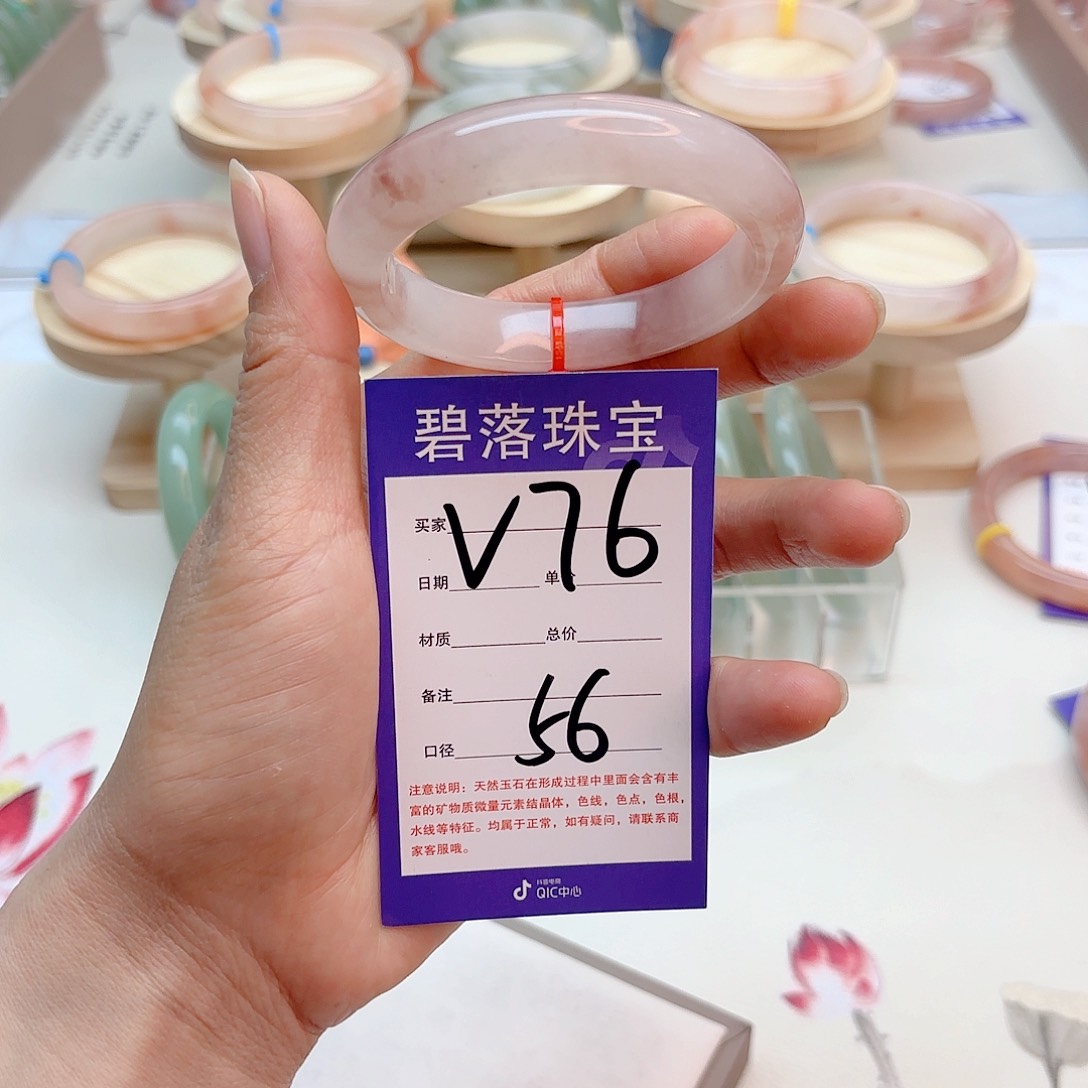 碧落珠宝
买家 V76
日期 单
材质 总价
备注
口径 56
注意说明：天然玉石在形成过程中里面会含有丰
富的矿物质微量元素结晶体，色线，色点，色根，
水线等特征。均属于正常，如有疑问，请联系商
家客服哦。
抖音电商
QIC中心